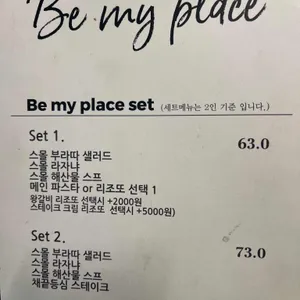 Be my place
Be my place set (세트메뉴는 2인 기준 입니다.)
Set 1. 63.0
스몰 부라따 샐러드
스몰 라자냐
스몰 해산물 스프
메인 파스타 or 리조또 선택 1
왕갈비 리조또 선택시 +2000원
스테이크 크림 리조또 선택시 +5000원)
Set 2. 73.0
스몰 부라따 샐러드
스몰 라자냐
스몰 해산물 스프
채끝등심 스테이크